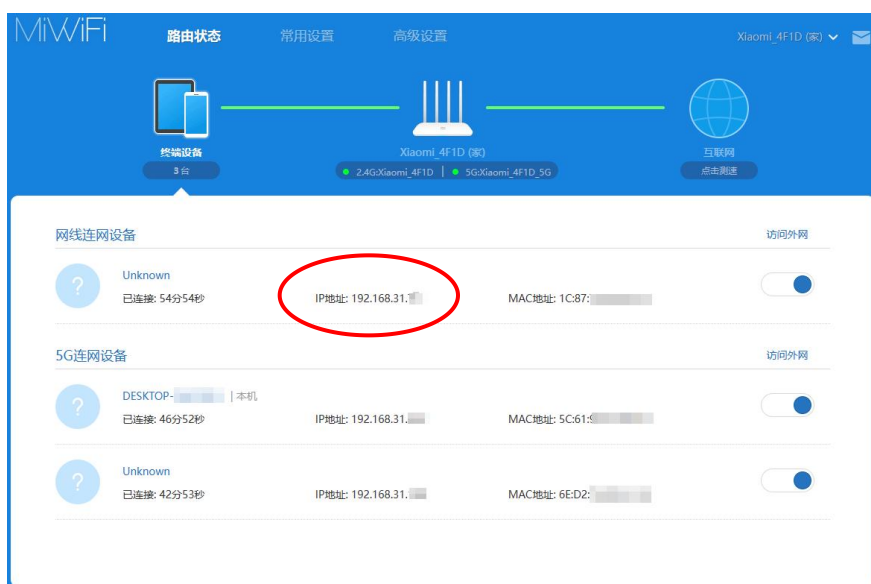 MiWiFi 路由状态 常用设置 高级设置 Xiaomi_4F1D (家)
终端设备 Xiaomi_4F1D (家) 互联网
3 台 2.4G:Xiaomi_4F1D | 5G:Xiaomi_4F1D_5G 点击测速
网线连网设备 访问外网
? Unknown
已连接: 54分54秒 IP地址: 192.168.31. MAC地址: 1C:87:
5G连网设备 访问外网
? DESKTOP- | 本机
已连接: 46分52秒 IP地址: 192.168.31. MAC地址: 5C:61:
? Unknown
已连接: 42分53秒 IP地址: 192.168.31. MAC地址: 6E:D2: